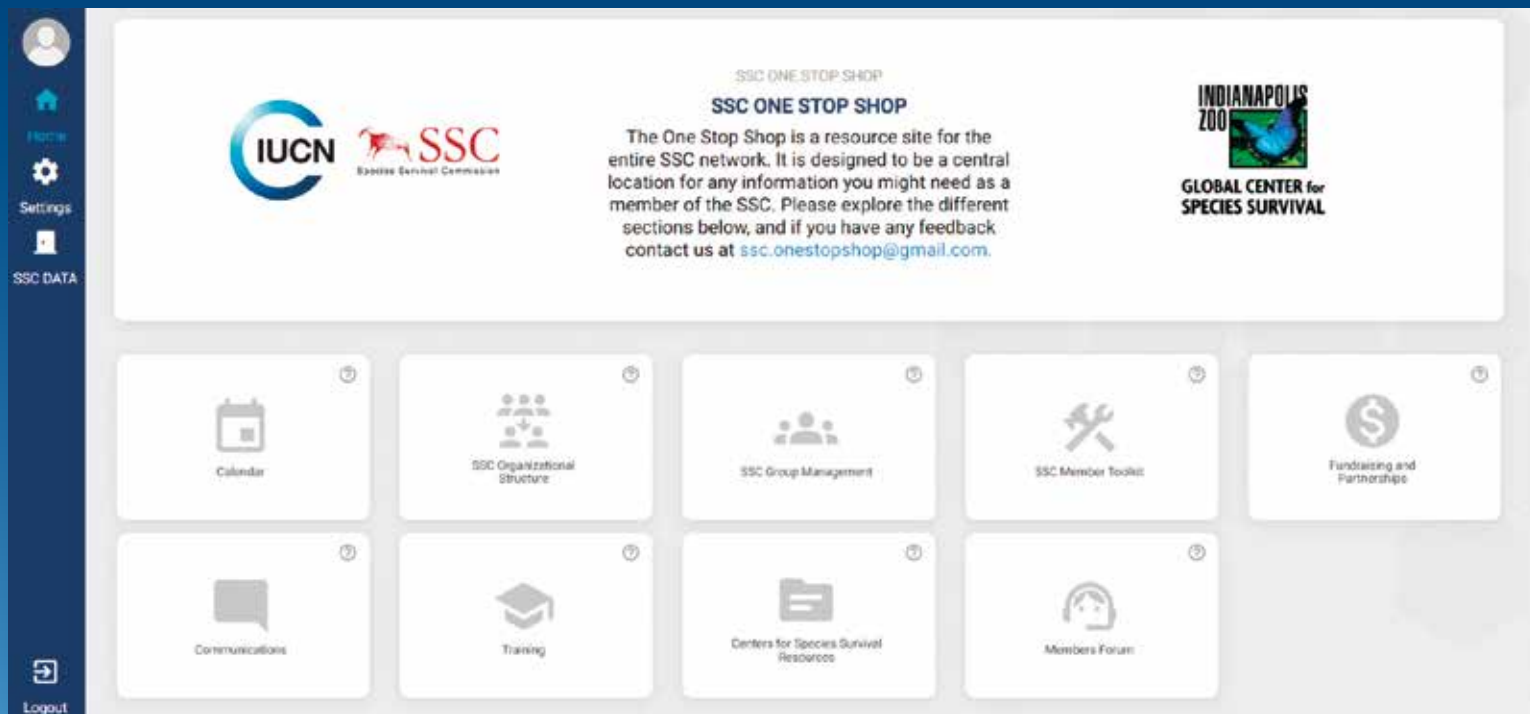 Home
Settings
SSC DATA
Logout
IUCN
SSC
Species Survival Commission
SSC ONE STOP SHOP
SSC ONE STOP SHOP
The One Stop Shop is a resource site for the
entire SSC network. It is designed to be a central
location for any information you might need as a
member of the SSC. Please explore the different
sections below, and if you have any feedback
contact us at ssc.onestopshop@gmail.com.
INDIANAPOLIS
ZOO
GLOBAL CENTER for
SPECIES SURVIVAL
Calendar
SSC Organizational
Structure
SSC Group Management
SSC Member Toolkit
Fundraising and
Partnerships
Communications
Training
Centers for Species Survival
Resources
Members Forum